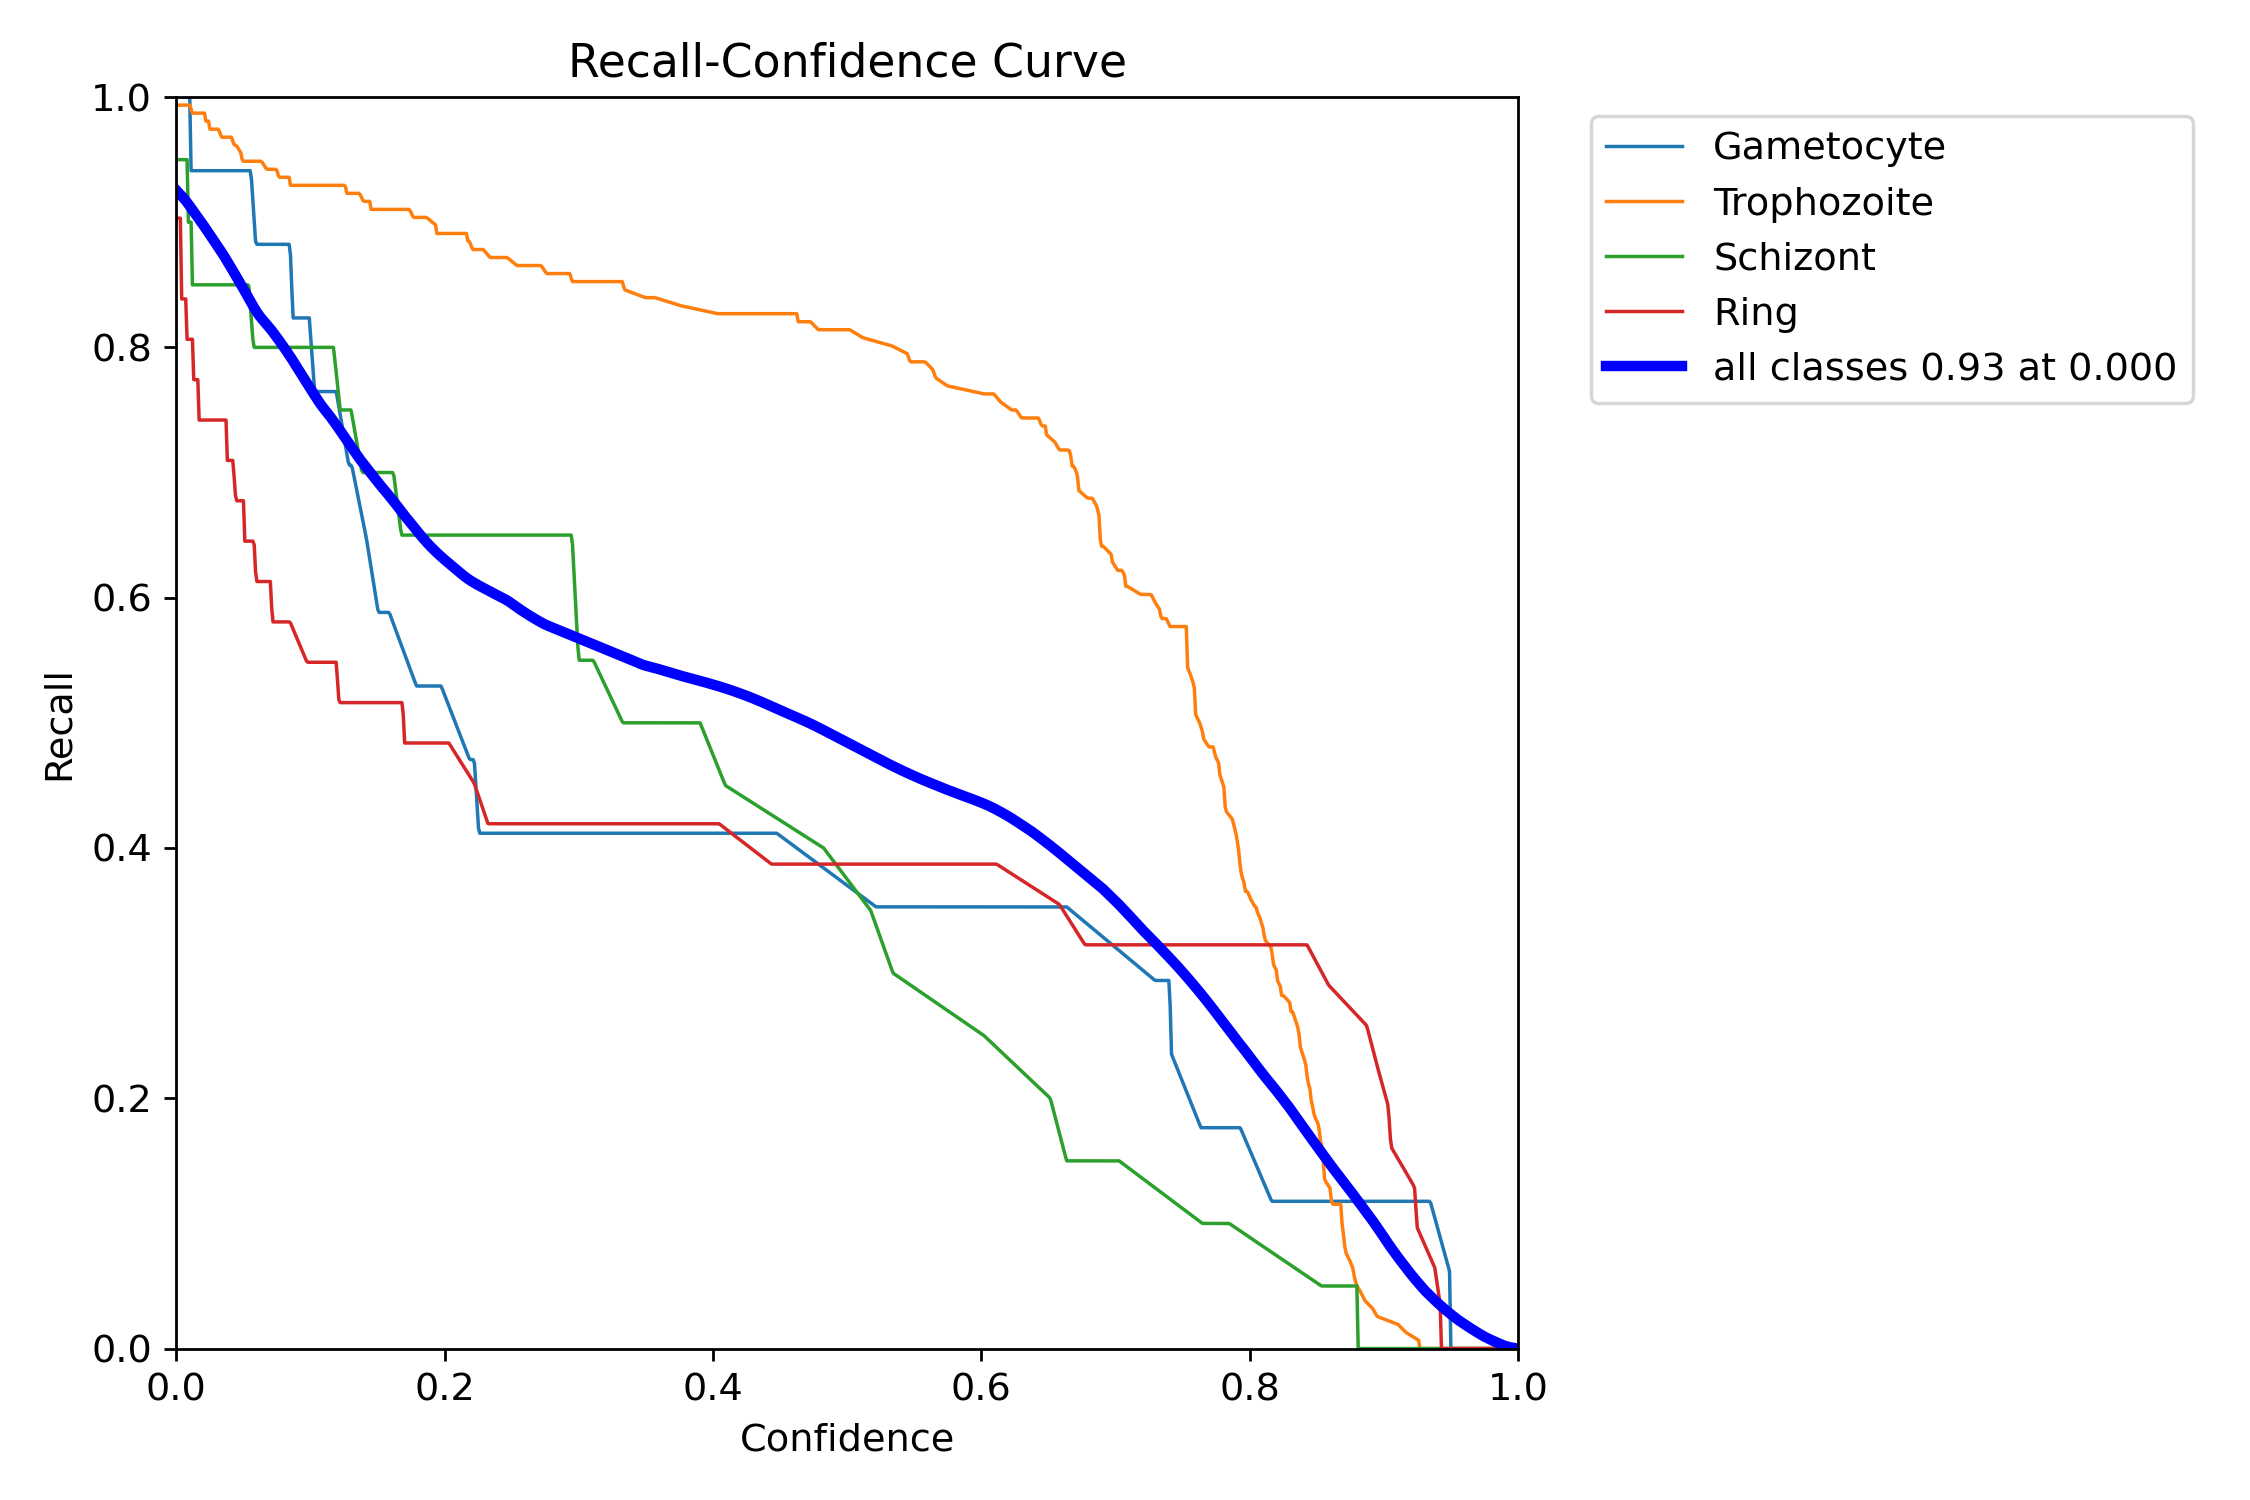 Recall-Confidence Curve
1.0
0.8
0.6
0.4
0.2
0.0
Recall
0.0 0.2 0.4 0.6 0.8 1.0
Confidence
Gametocyte
Trophozoite
Schizont
Ring
all classes 0.93 at 0.000